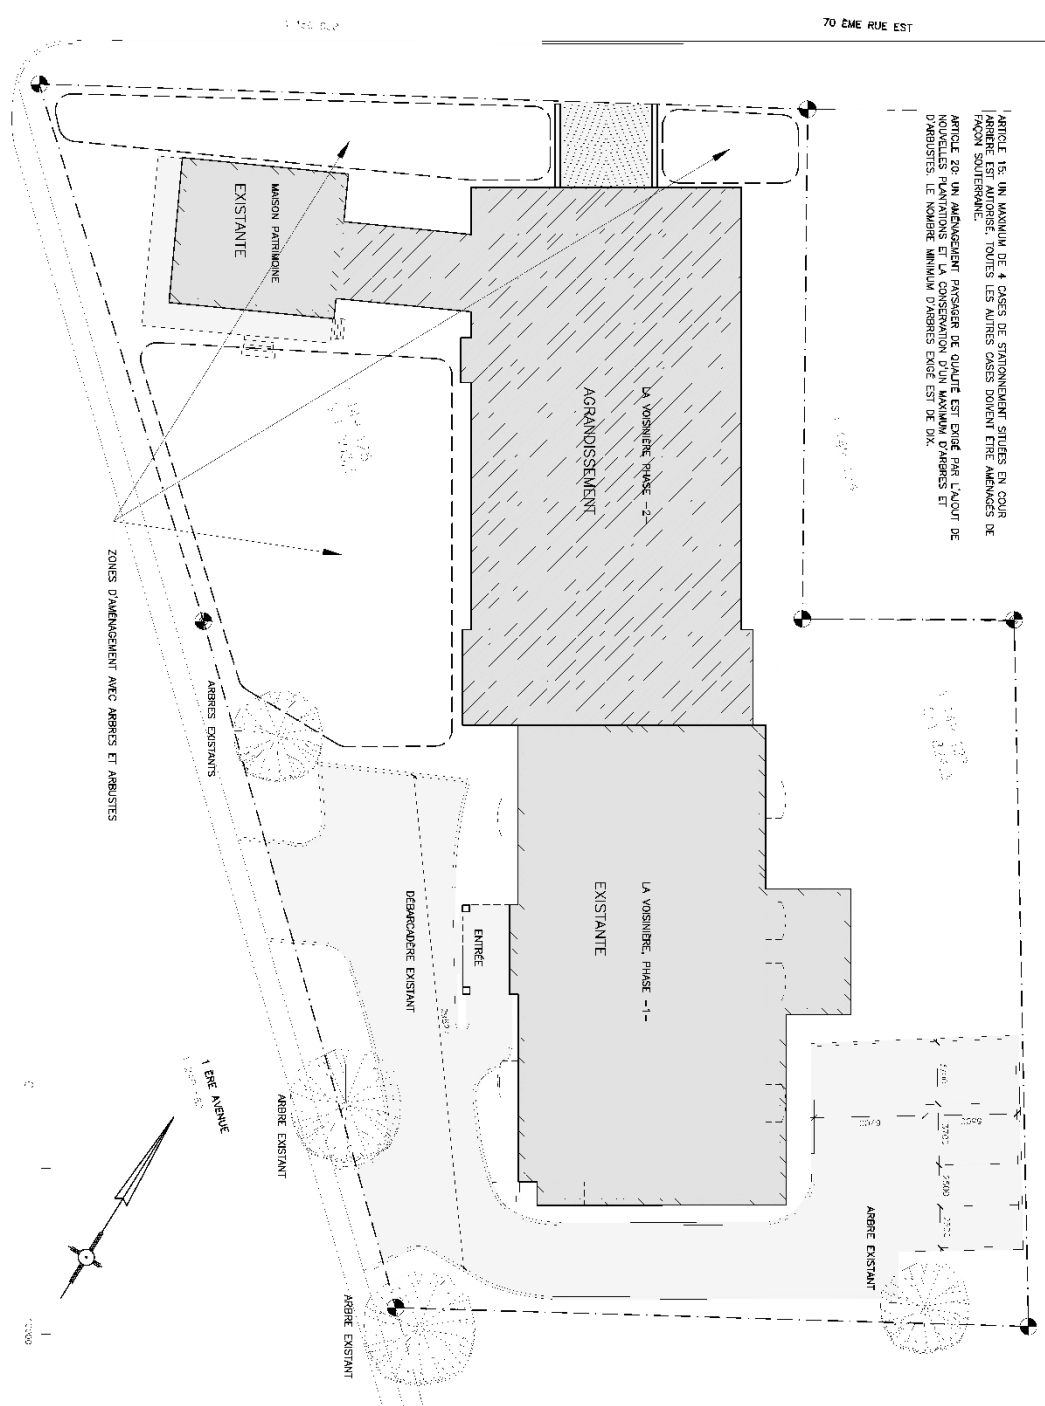 70 ÈME RUE EST
ARTICLE 15: UN MAXIMUM DE 4 CASES DE STATIONNEMENT SITUÉES EN COUR
ARRIÈRE EST AUTORISÉ. TOUTES LES AUTRES CASES DOIVENT ÊTRE AMÉNAGÉS DE
FAÇON SOUTERRAINE.
ARTICLE 20: UN AMÉNAGEMENT PAYSAGER DE QUALITÉ EST EXIGÉ PAR L'AJOUT DE
NOUVELLES PLANTATIONS ET LA CONSERVATION D'UN MAXIMUM D'ARBRES ET
D'ARBUSTES. LE NOMBRE MINIMUM D'ARBRES EXIGÉ EST DE DIX.
MAISON PATRIMOINE
EXISTANTE
LA VOISINIÈRE PHASE -2-
AGRANDISSEMENT
ZONES D'AMÉNAGEMENT AVEC ARBRES ET ARBUSTES
ARBRES EXISTANTS
LA VOISINIÈRE, PHASE -1-
EXISTANTE
ENTRÉE
DÉBARCADÈRE EXISTANT
3700
2500
1 ÈRE AVENUE
ARBRE EXISTANT
ARBRE EXISTANT
ARBRE EXISTANT